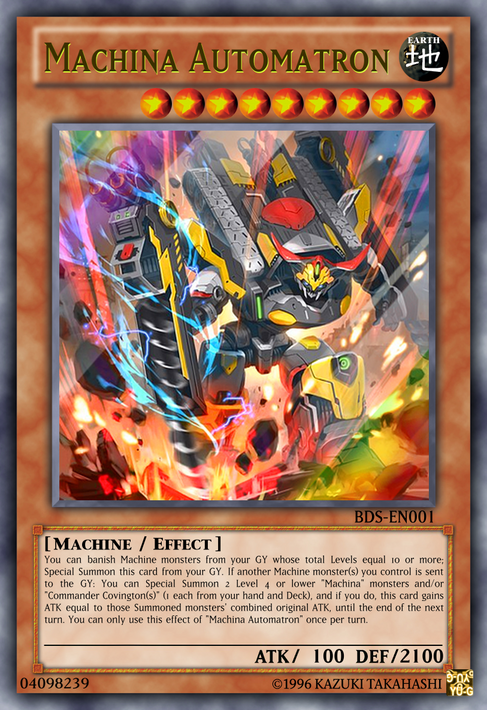 MACHINA AUTOMATRON
EARTH
地
BDS-EN001
[ MACHINE / EFFECT ]
You can banish Machine monsters from your GY whose total Levels equal 10 or more;
Special Summon this card from your GY. If another Machine monster(s) you control is sent
to the GY: You can Special Summon 2 Level 4 or lower "Machina" monsters and/or
"Commander Covington(s)" (1 each from your hand and Deck), and if you do, this card gains
ATK equal to those Summoned monsters' combined original ATK, until the end of the next
turn. You can only use this effect of "Machina Automatron" once per turn.
ATK/ 100 DEF/2100
04098239
©1996 KAZUKI TAKAHASHI